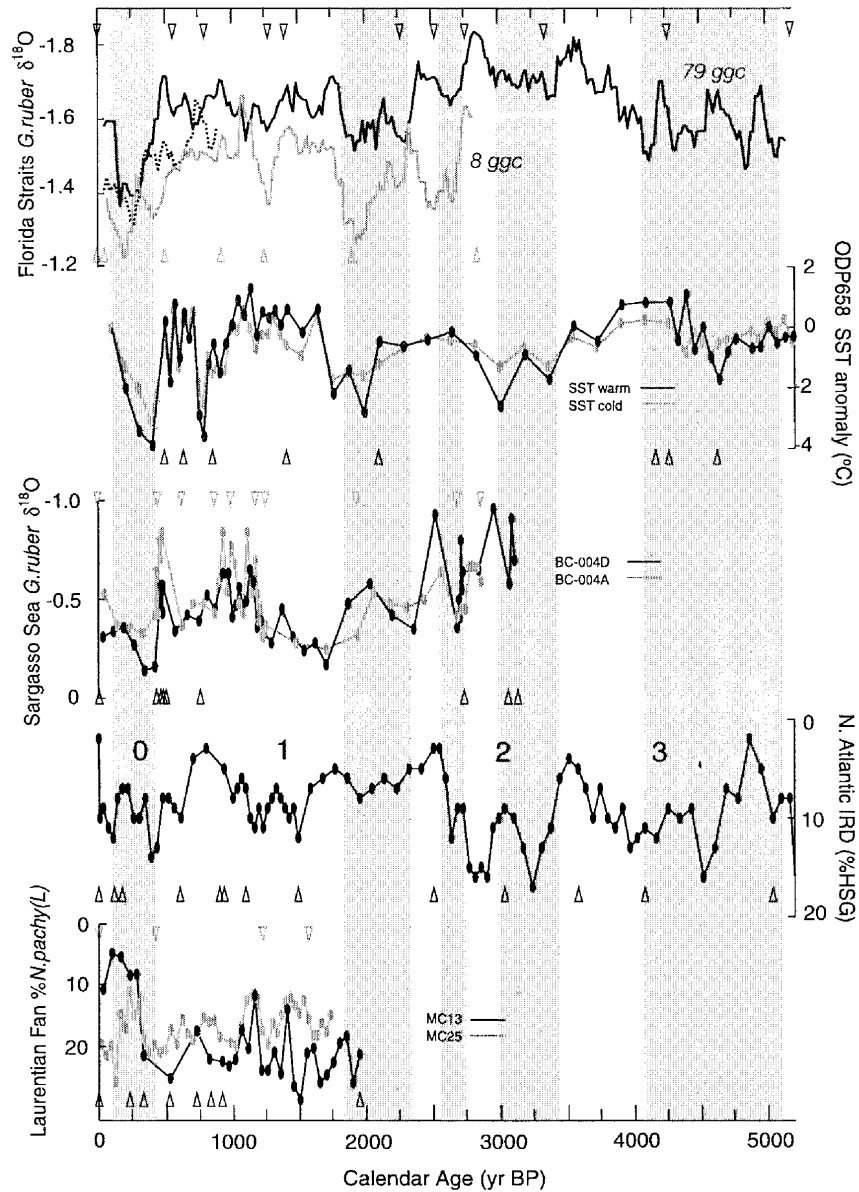 -1.8
-1.6
-1.4
-1.2
Florida Straits G.ruber δ18O
79 ggc
8 ggc
2
0
2
-4
ODP658 SST anomaly (ºC)
SST warm
SST cold
-1.0
-0.5
0
Sargasso Sea G.ruber δ18O
BC-004D
BC-004A
0
10
20
N. Atlantic IRD (%HSG)
0
1
2
3
0
10
20
Laurentian Fan %N.pachy(L)
MC13
MC25
0
1000
2000
3000
4000
5000
Calendar Age (yr BP)